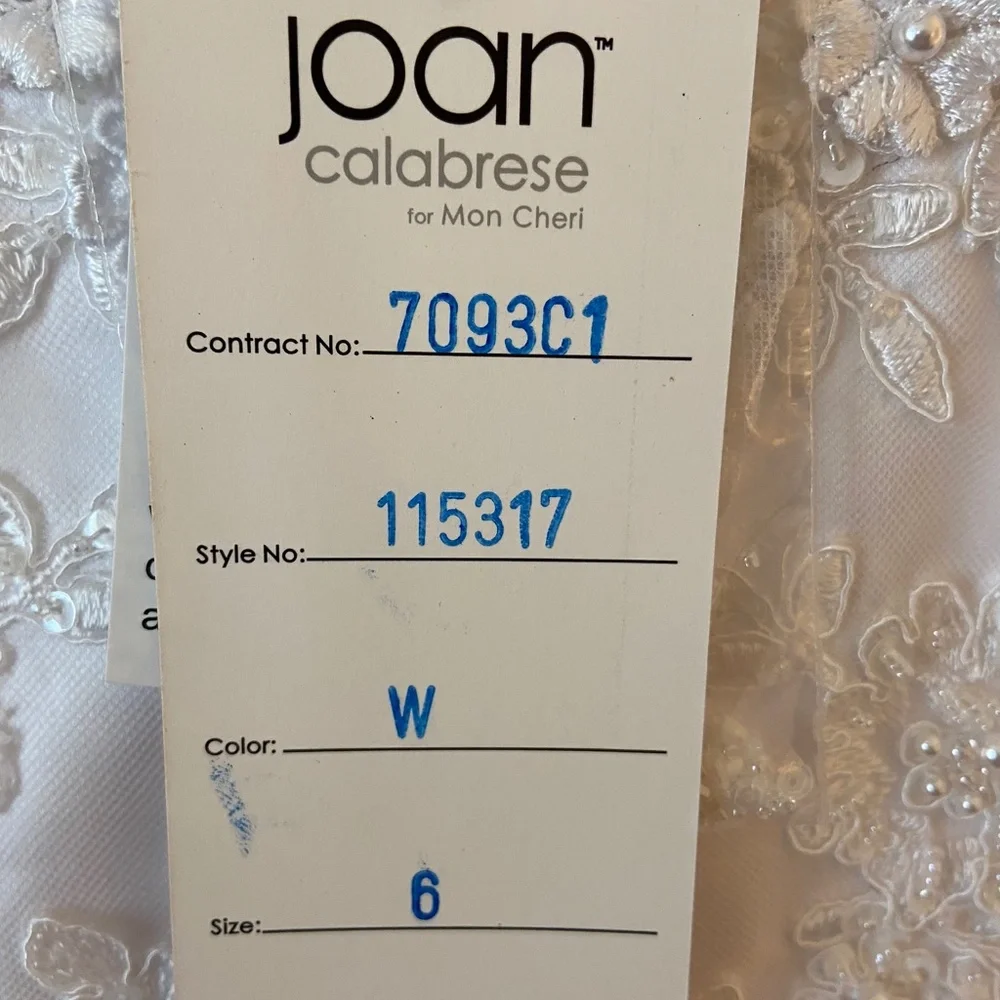 joan™
calabrese
for Mon Cheri
Contract No: 7093C1
Style No: 115317
Color: W
Size: 6